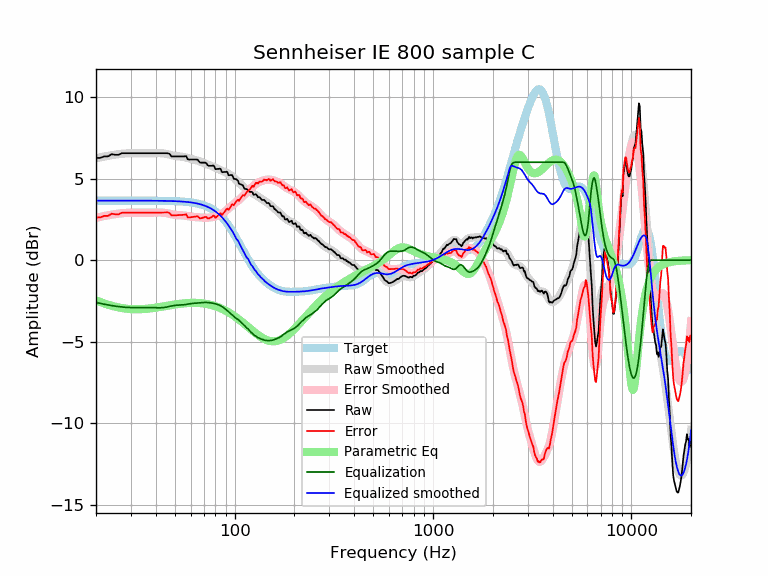 Sennheiser IE 800 sample C
Amplitude (dBr)
10
5
0
−5
−10
−15
Target
Raw Smoothed
Error Smoothed
Raw
Error
Parametric Eq
Equalization
Equalized smoothed
100
1000
10000
Frequency (Hz)